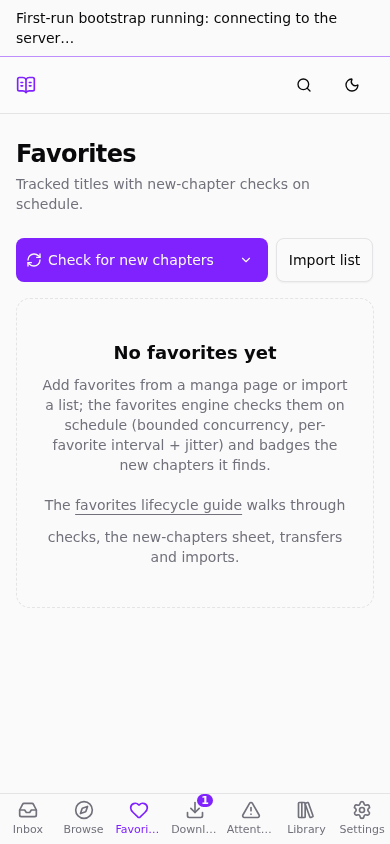 First-run bootstrap running: connecting to the
server…
Favorites
Tracked titles with new-chapter checks on
schedule.
Check for new chapters
Import list
No favorites yet
Add favorites from a manga page or import
a list; the favorites engine checks them on
schedule (bounded concurrency, per-
favorite interval + jitter) and badges the
new chapters it finds.
The favorites lifecycle guide walks through
checks, the new-chapters sheet, transfers
and imports.
1
Inbox
Browse
Favori…
Downl…
Attent…
Library
Settings